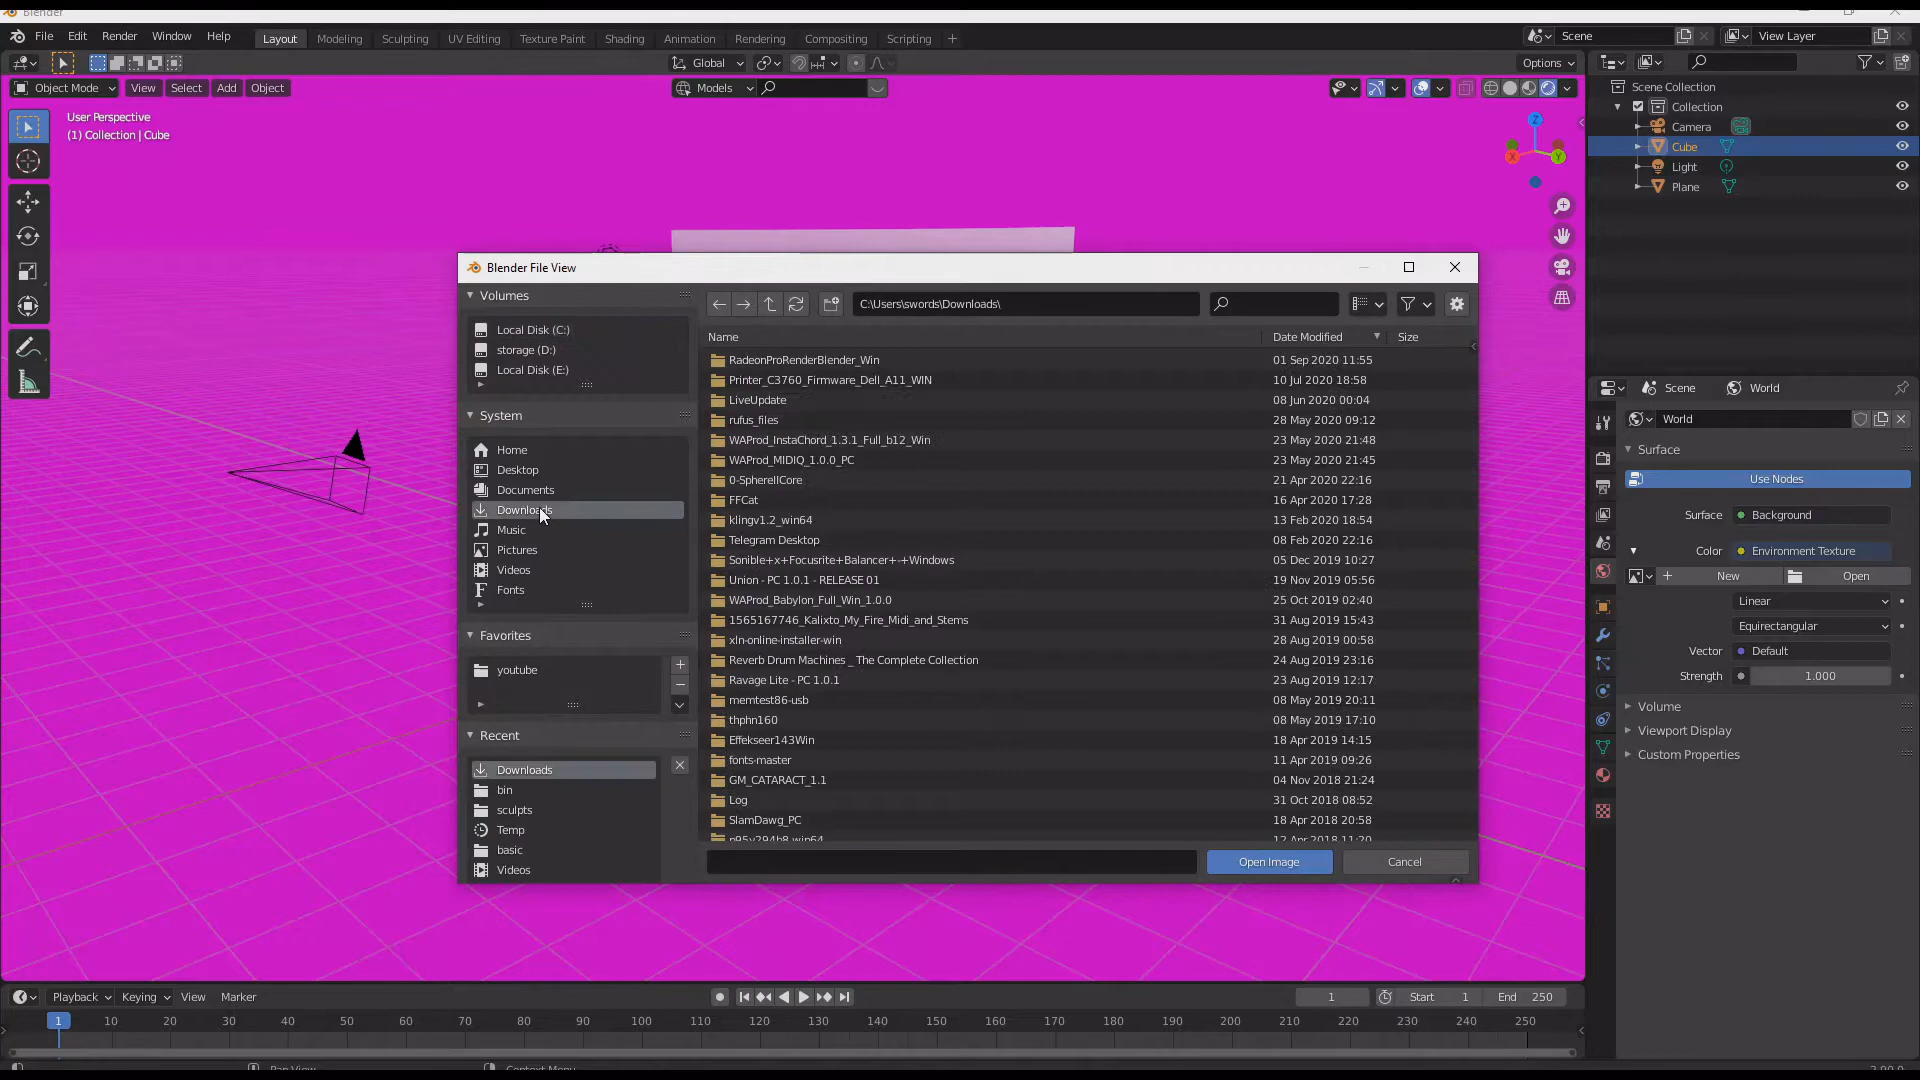 Blender
File Edit Render Window Help Layout Modeling Sculpting UV Editing Texture Paint Shading Animation Rendering Compositing Scripting + Scene View Layer
Global Options
Object Mode View Select Add Object Models
User Perspective
(1) Collection | Cube
Z
X Y
Scene Collection
Collection
Camera
Cube
Light
Plane
Blender File View
Volumes
Local Disk (C:)
storage (D:)
Local Disk (E:)
System
Home
Desktop
Documents
Downloads
Music
Pictures
Videos
Fonts
Favorites
youtube
Recent
Downloads
bin
sculpts
Temp
basic
Videos
C:\Users\swords\Downloads\
Name Date Modified Size
RadeonProRenderBlender_Win 01 Sep 2020 11:55
Printer_C3760_Firmware_Dell_A11_WIN 10 Jul 2020 18:58
LiveUpdate 08 Jun 2020 00:04
rufus_files 28 May 2020 09:12
WAProd_InstaChord_1.3.1_Full_b12_Win 23 May 2020 21:48
WAProd_MIDIQ_1.0.0_PC 23 May 2020 21:45
0-SpherellCore 21 Apr 2020 22:16
FFCat 16 Apr 2020 17:28
klingv1.2_win64 13 Feb 2020 18:54
Telegram Desktop 08 Feb 2020 22:16
Sonible+x+Focusrite+Balancer+-+Windows 05 Dec 2019 10:27
Union - PC 1.0.1 - RELEASE 01 19 Nov 2019 05:56
WAProd_Babylon_Full_Win_1.0.0 25 Oct 2019 02:40
1565167746_Kalixto_My_Fire_Midi_and_Stems 31 Aug 2019 15:43
xln-online-installer-win 28 Aug 2019 00:58
Reverb Drum Machines _ The Complete Collection 24 Aug 2019 23:16
Ravage Lite - PC 1.0.1 23 Aug 2019 12:17
memtest86-usb 08 May 2019 20:11
thphn160 08 May 2019 17:10
Effekseer143Win 18 Apr 2019 14:15
fonts-master 11 Apr 2019 09:26
GM_CATARACT_1.1 04 Nov 2018 21:24
Log 31 Oct 2018 08:52
SlamDawg_PC 18 Apr 2018 20:58
p95v294b8.win64 12 Apr 2018 11:20
Open Image Cancel
Scene World
World
Surface
Use Nodes
Surface Background
Color Environment Texture
New Open
Linear
Equirectangular
Vector Default
Strength 1.000
Volume
Viewport Display
Custom Properties
Playback Keying View Marker 1 Start 1 End 250
1 10 20 30 40 50 60 70 80 90 100 110 120 130 140 150 160 170 180 190 200 210 220 230 240 250
Pan View Context Menu 2.90.0